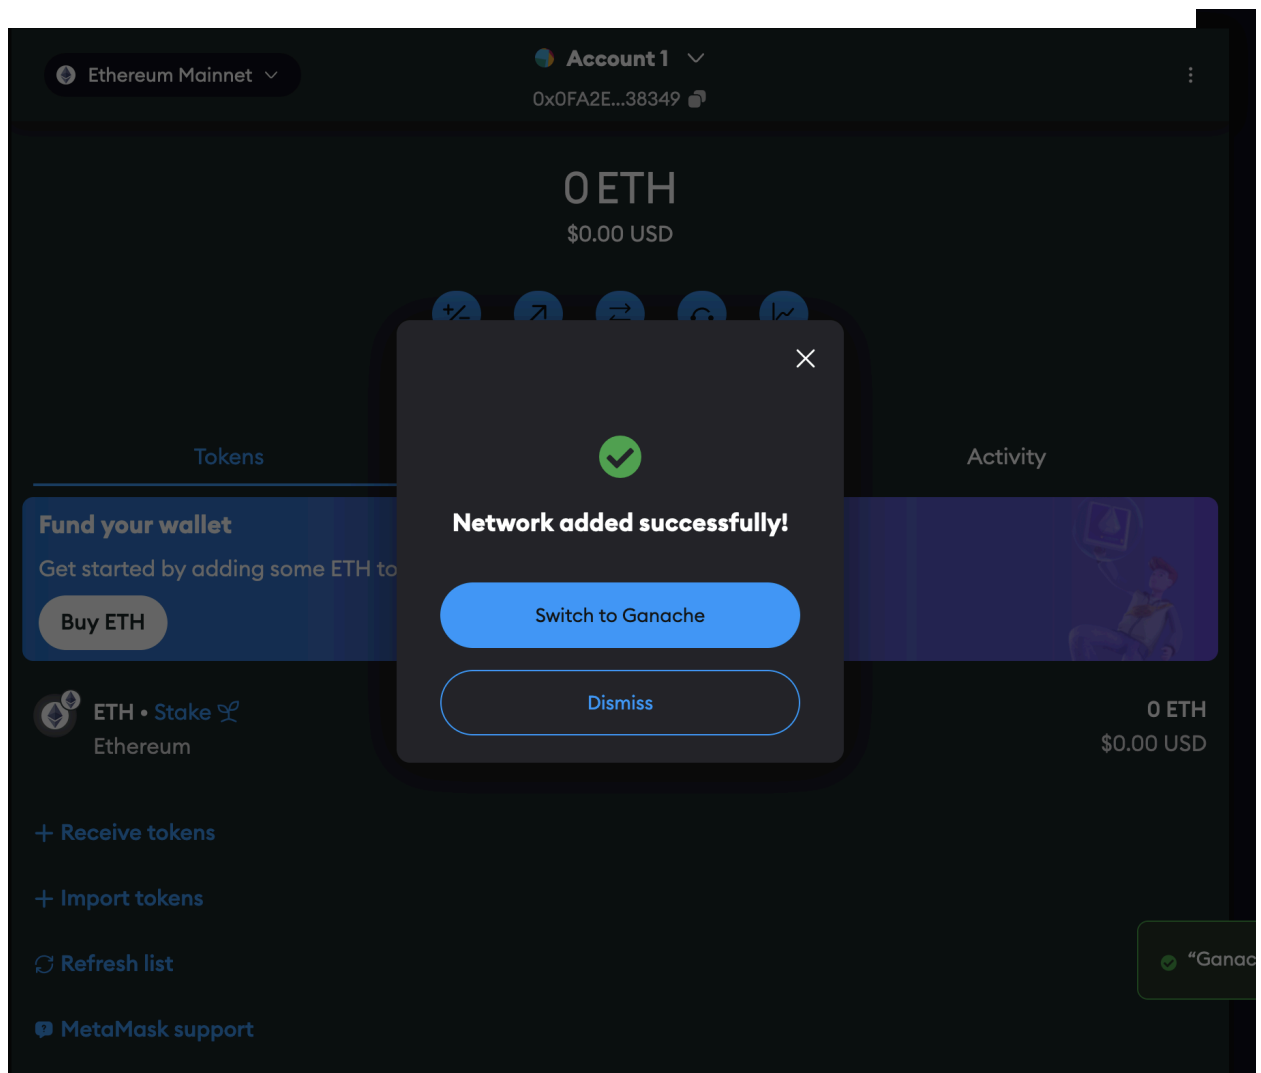 Ethereum Mainnet
Account 1
0x0FA2E...38349
0 ETH
$0.00 USD
Tokens
Activity
Fund your wallet
Get started by adding some ETH to
Buy ETH
Network added successfully!
Switch to Ganache
Dismiss
ETH • Stake
Ethereum
0 ETH
$0.00 USD
+ Receive tokens
+ Import tokens
Refresh list
MetaMask support
“Ganac